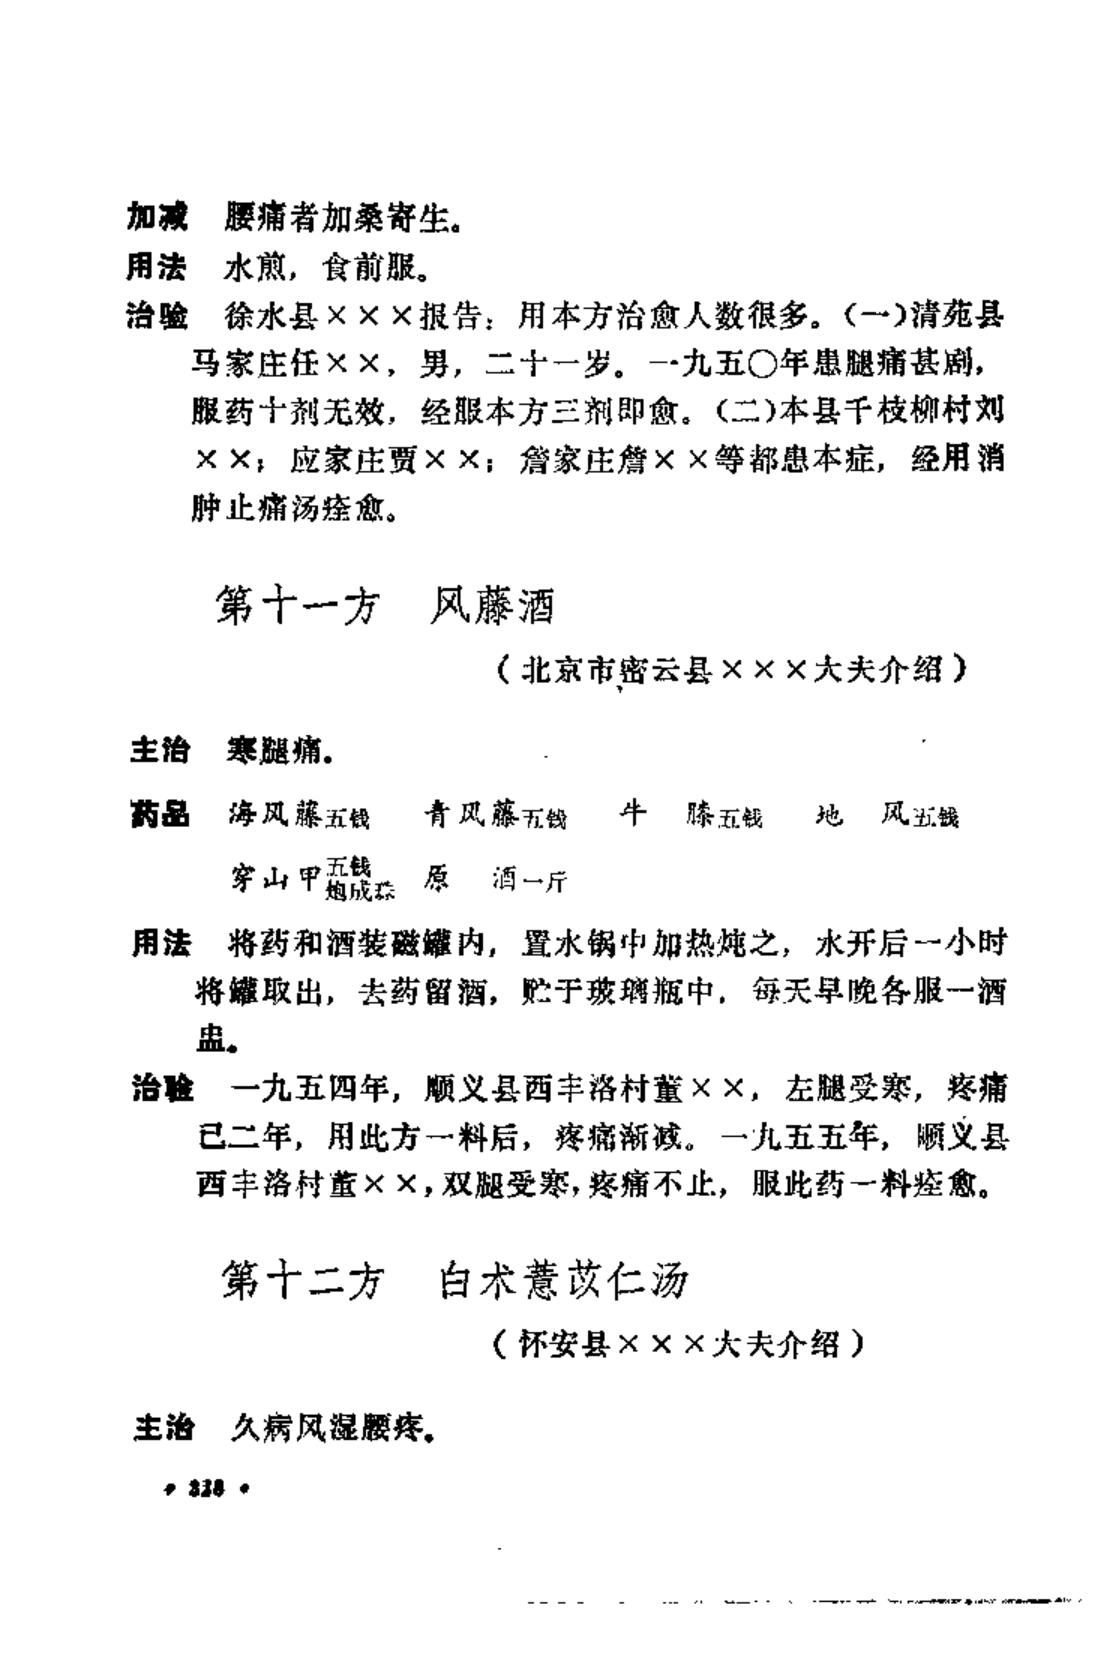 加减　腰痛者加桑寄生。
用法　水煎，食前服。
治验　徐水县×××报告：用本方治愈人数很多。（一）清苑县
马家庄任××，男，二十一岁。一九五〇年患腿痛甚剧，
服药十剂无效，经服本方三剂即愈。（二）本县千枝柳村刘
××；应家庄贾××；詹家庄詹××等都患本症，经用消
肿止痛汤痊愈。
第十一方　风藤酒
（北京市密云县×××大夫介绍）
主治　寒腿痛。
药品　海风藤五钱　青风藤五钱　牛　膝五钱　地　风五钱
穿山甲五钱炮成珠　原　酒一斤
用法　将药和酒装磁罐内，置水锅中加热炖之，水开后一小时
将罐取出，去药留酒，贮于玻璃瓶中，每天早晚各服一酒
盅。
治验　一九五四年，顺义县西丰洛村董××，左腿受寒，疼痛
已二年，用此方一料后，疼痛渐减。一九五五年，顺义县
西丰洛村董××，双腿受寒，疼痛不止，服此药一料痊愈。
第十二方　白术薏苡仁汤
（怀安县×××大夫介绍）
主治　久病风湿腰疼。